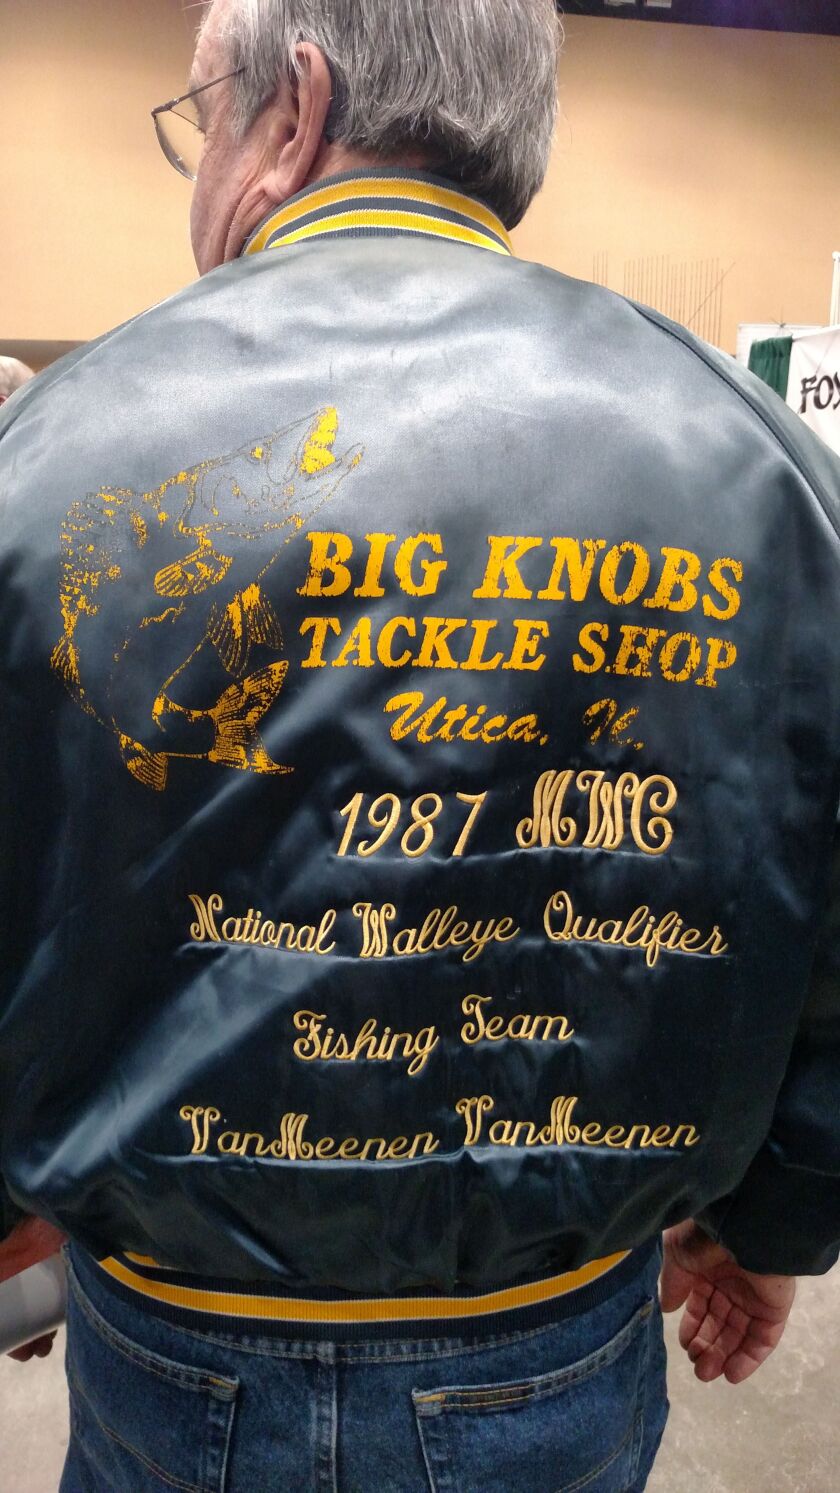 BIG KNOBS
TACKLE SHOP
Utica, Il.
1987 MWC
National Walleye Qualifier
Fishing Team
VanMeenen VanMeenen